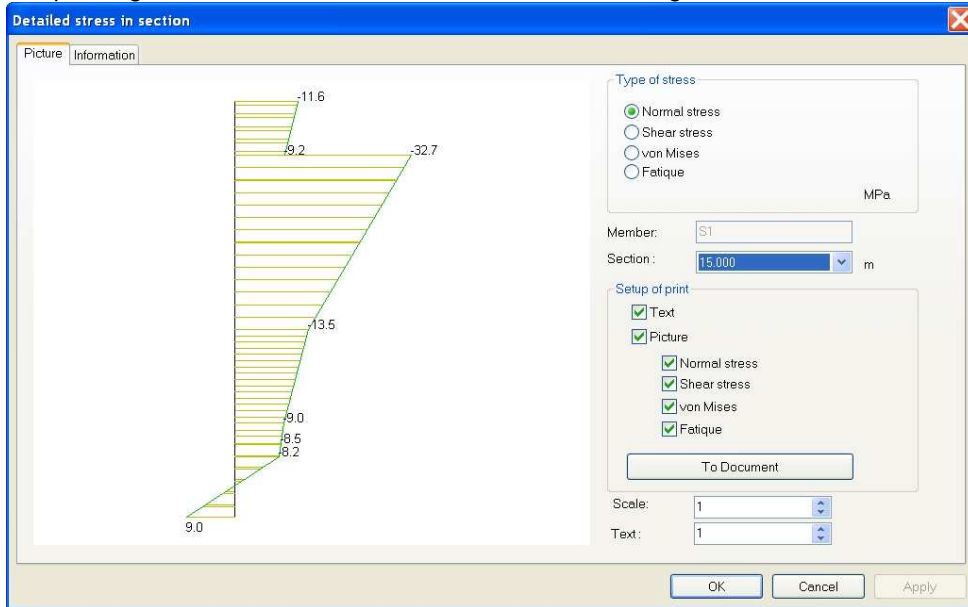 Detailed stress in section
Picture Information
-11.6
-9.2
-32.7
-13.5
-9.0
-8.5
-8.2
9.0
Type of stress
Normal stress
Shear stress
von Mises
Fatique
MPa
Member: S1
Section : 15.000 m
Setup of print
Text
Picture
Normal stress
Shear stress
von Mises
Fatique
To Document
Scale: 1
Text : 1
OK Cancel Apply